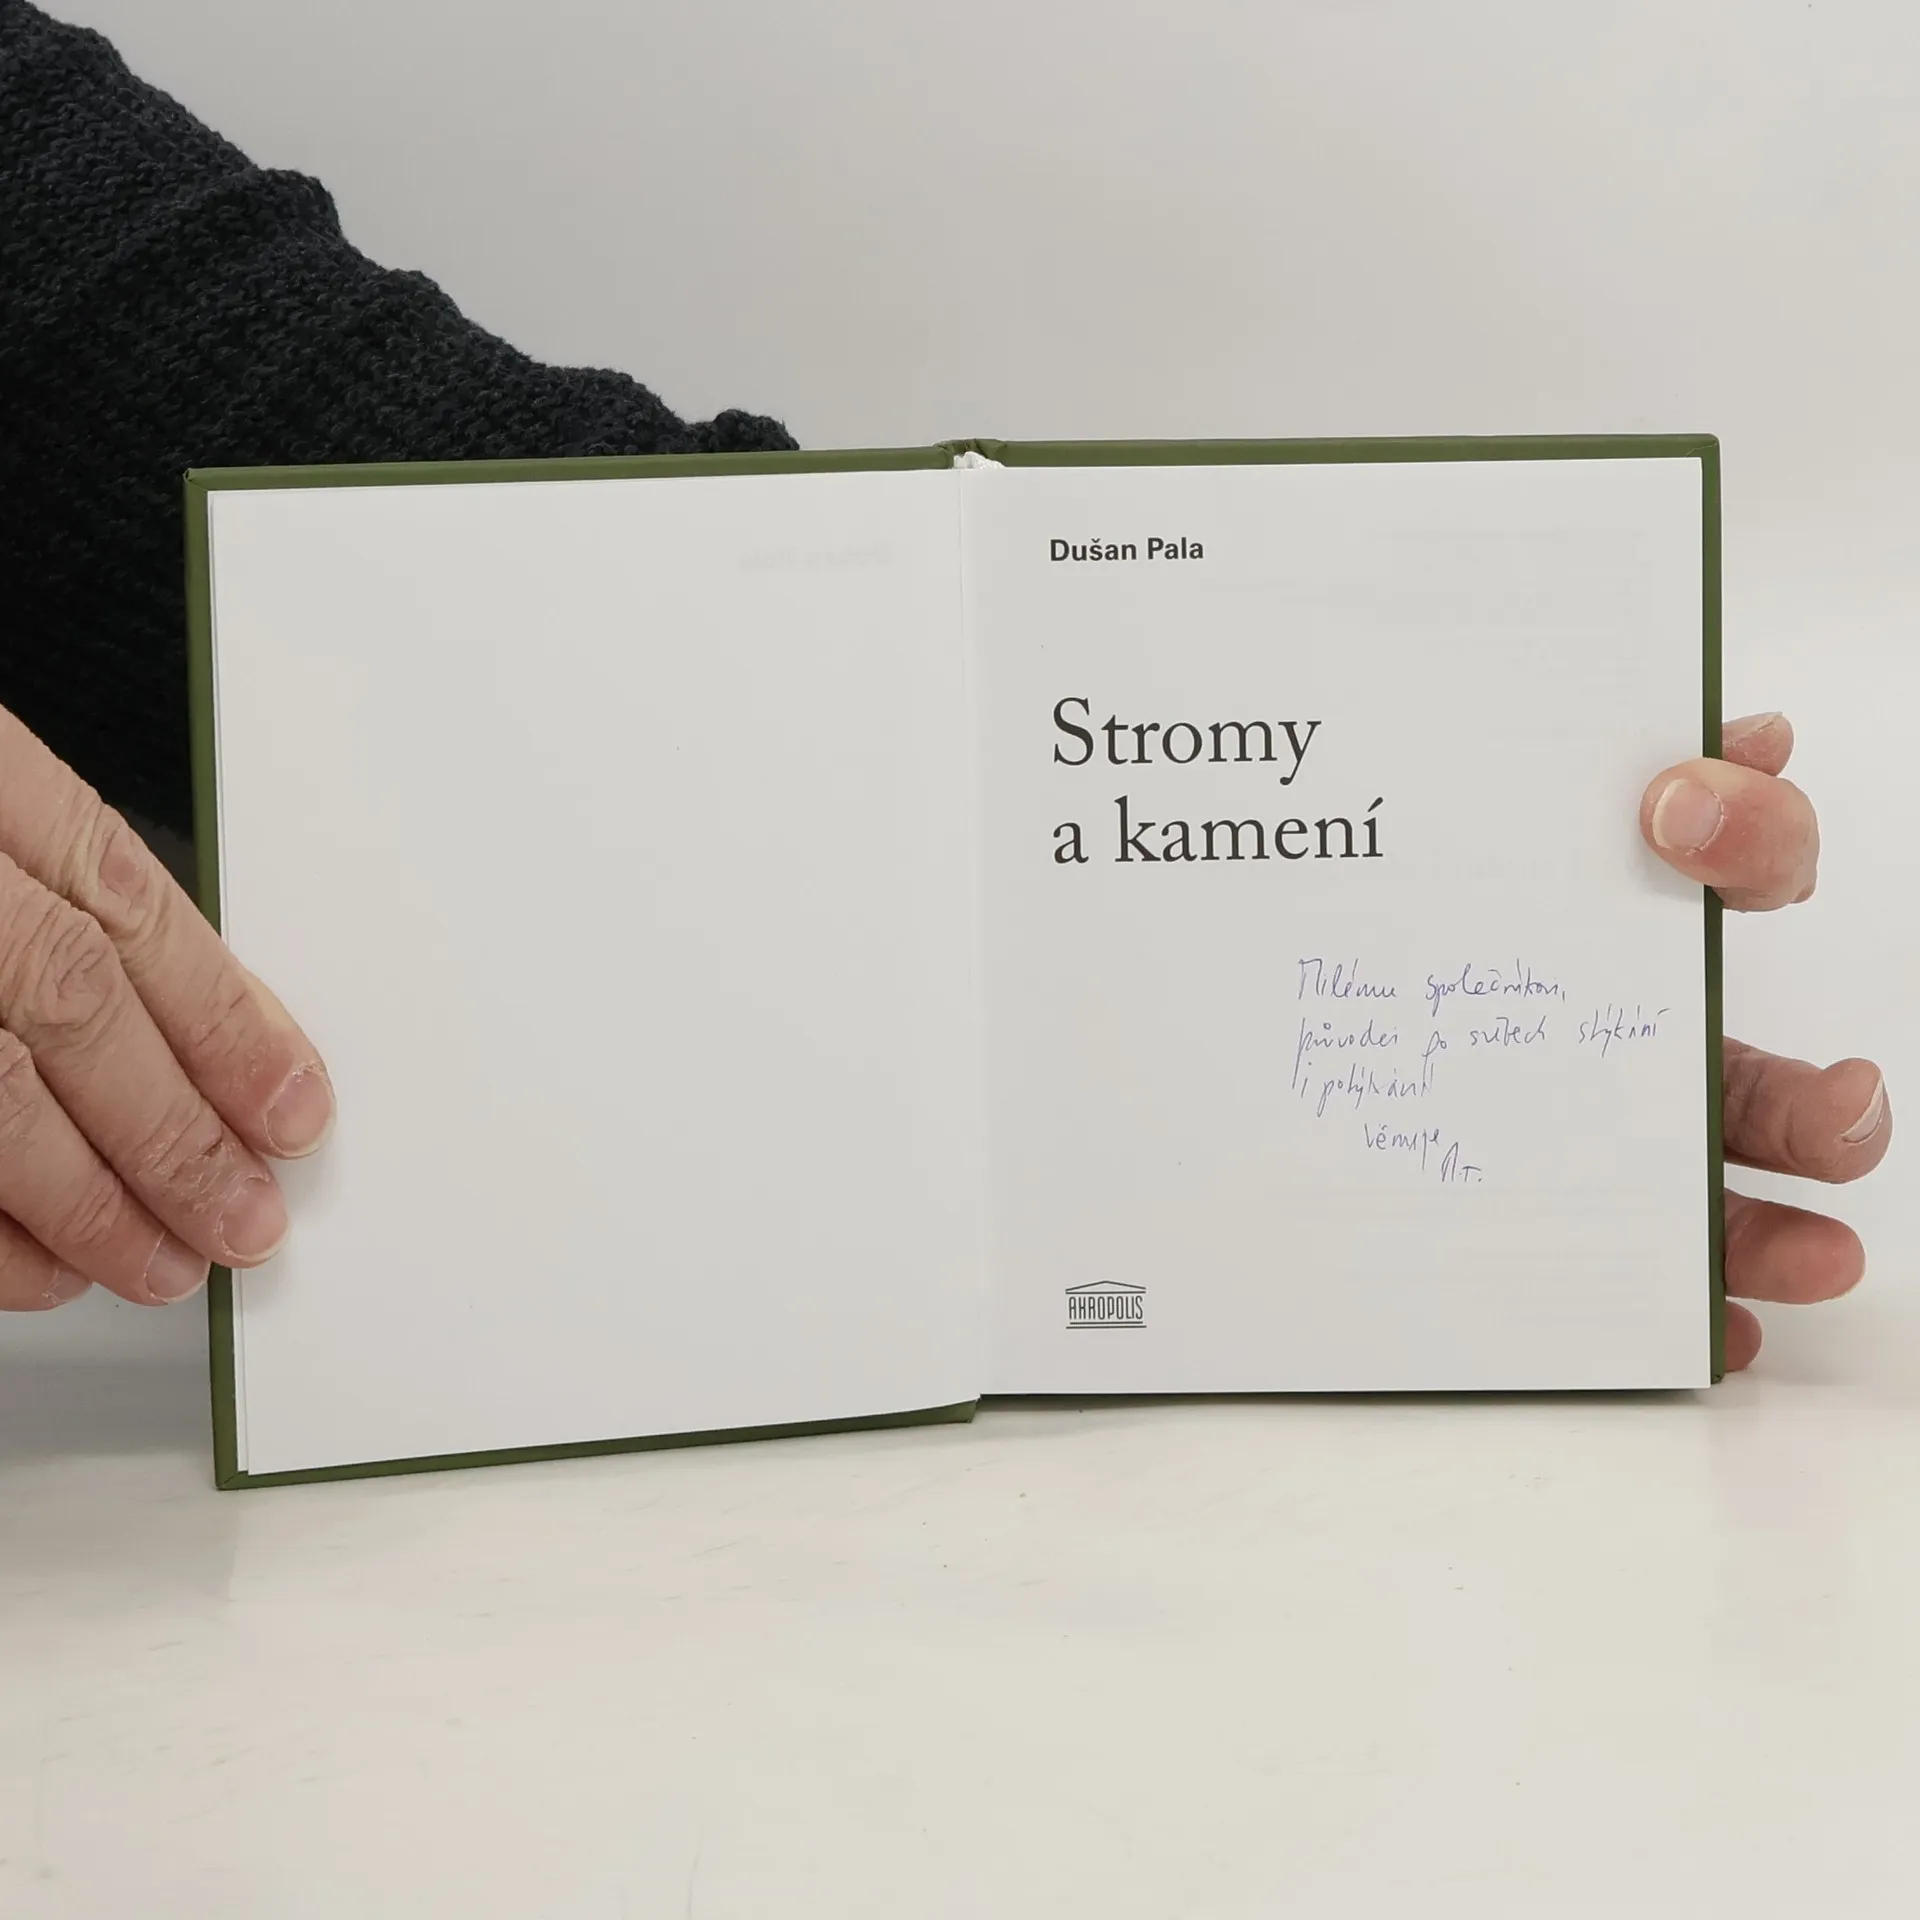 Dušan Pala
Stromy
a kamení
Milému společníkovi,
průvodci po světech stýkání
i potýkání
věnuje
AKROPOLIS